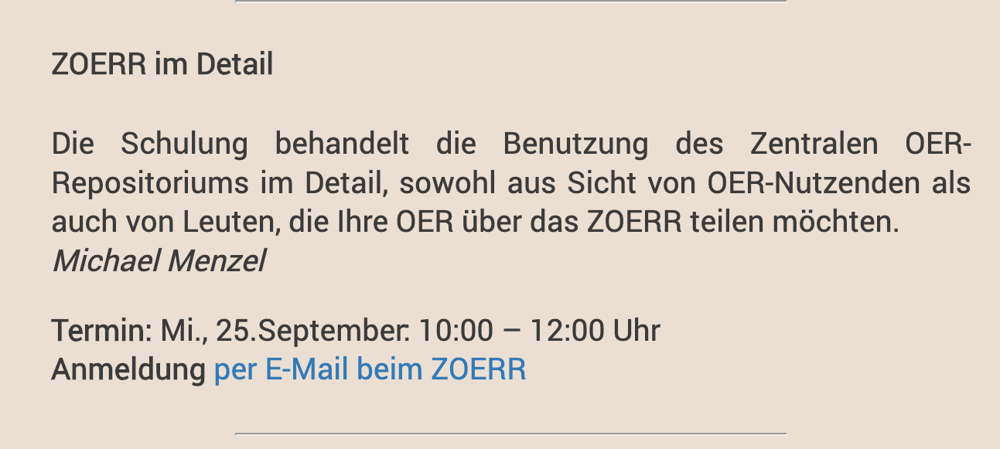 ZOERR im Detail
Die Schulung behandelt die Benutzung des Zentralen OER-
Repositoriums im Detail, sowohl aus Sicht von OER-Nutzenden als
auch von Leuten, die Ihre OER über das ZOERR teilen möchten.
Michael Menzel
Termin: Mi., 25.September: 10:00 – 12:00 Uhr
Anmeldung per E-Mail beim ZOERR